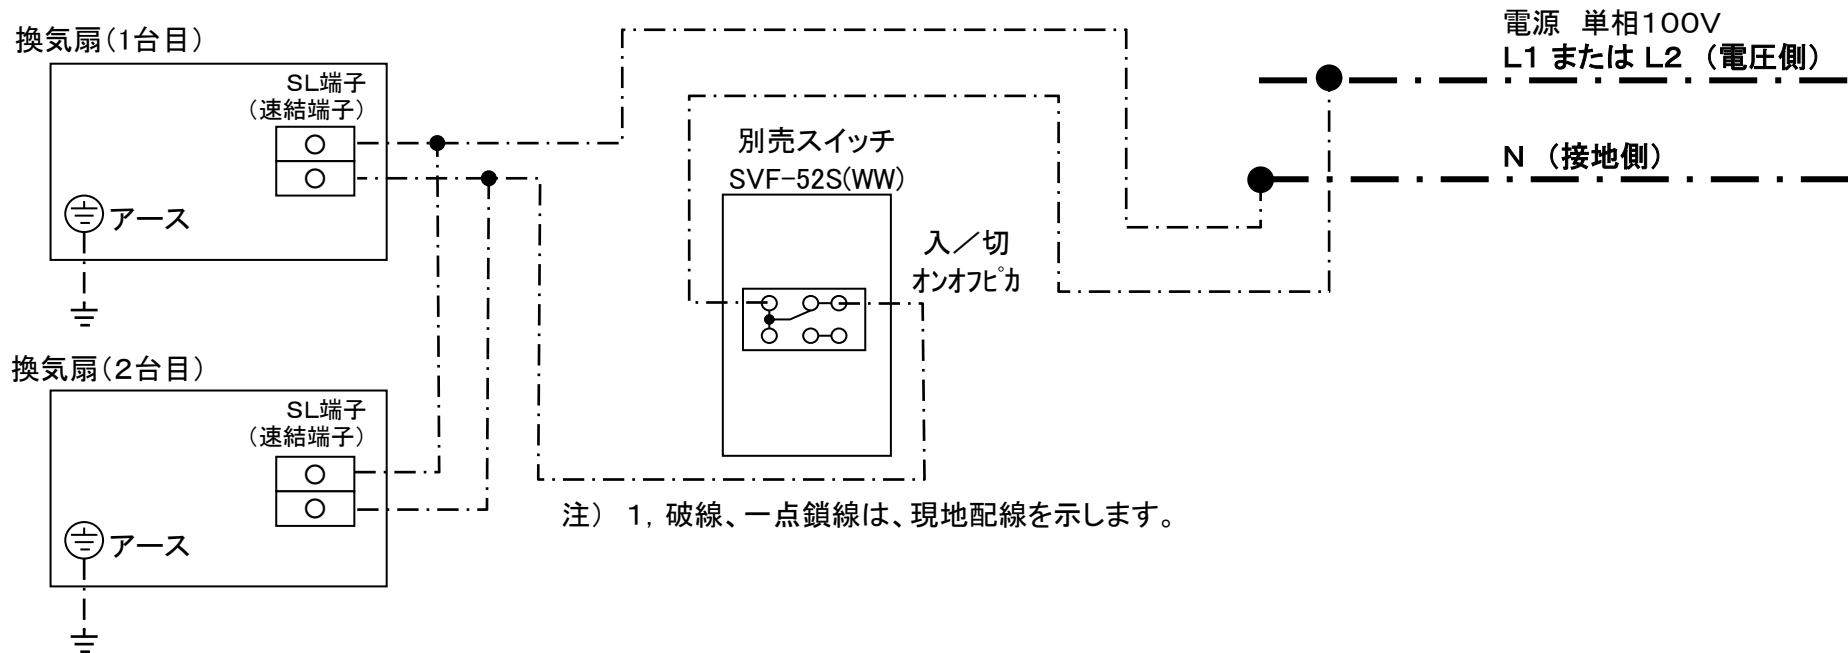 換気扇(1台目)
SL端子
(速結端子)
アース
換気扇(2台目)
SL端子
(速結端子)
アース
別売スイッチ
SVF-52S(WW)
入／切
オンオフピカ
電源 単相100V
L1 または L2 (電圧側)
N (接地側)
注) 1, 破線、一点鎖線は、現地配線を示します。